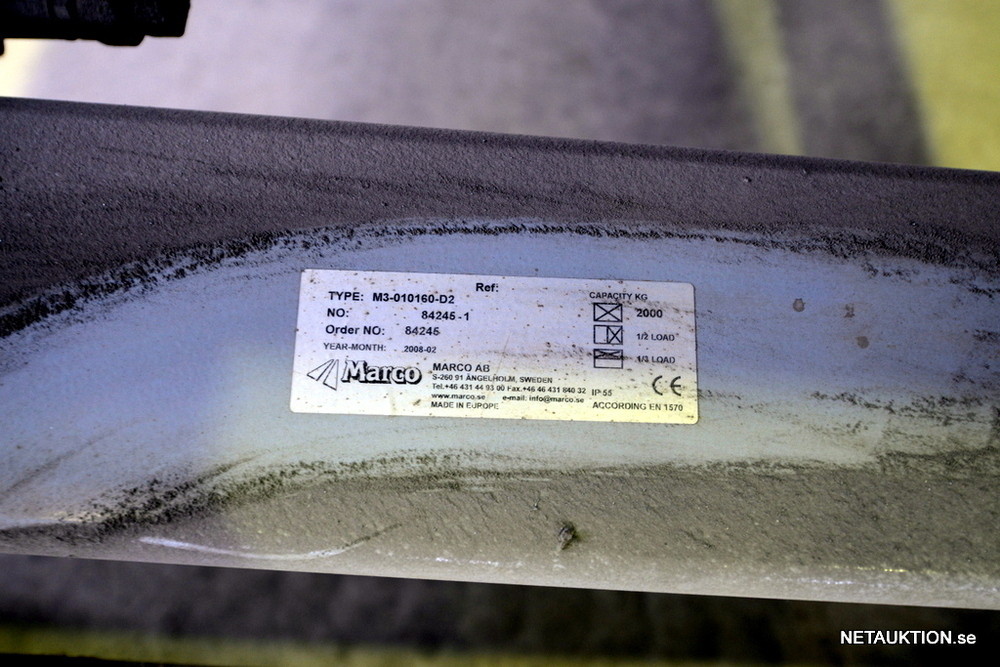 Ref:
TYPE: M3-010160-D2
NO: 84245-1
Order NO: 84245
YEAR-MONTH: 2008-02
CAPACITY KG
2000
1/2 LOAD
1/3 LOAD
Marco
MARCO AB
S-260 91 ÄNGELHOLM, SWEDEN
Tel.+46 431 44 93 00 Fax.+46 46 431 840 32 IP 55
www.marco.se e-mail: info@marco.se
MADE IN EUROPE
CE
ACCORDING EN 1570
NETAUKTION.se